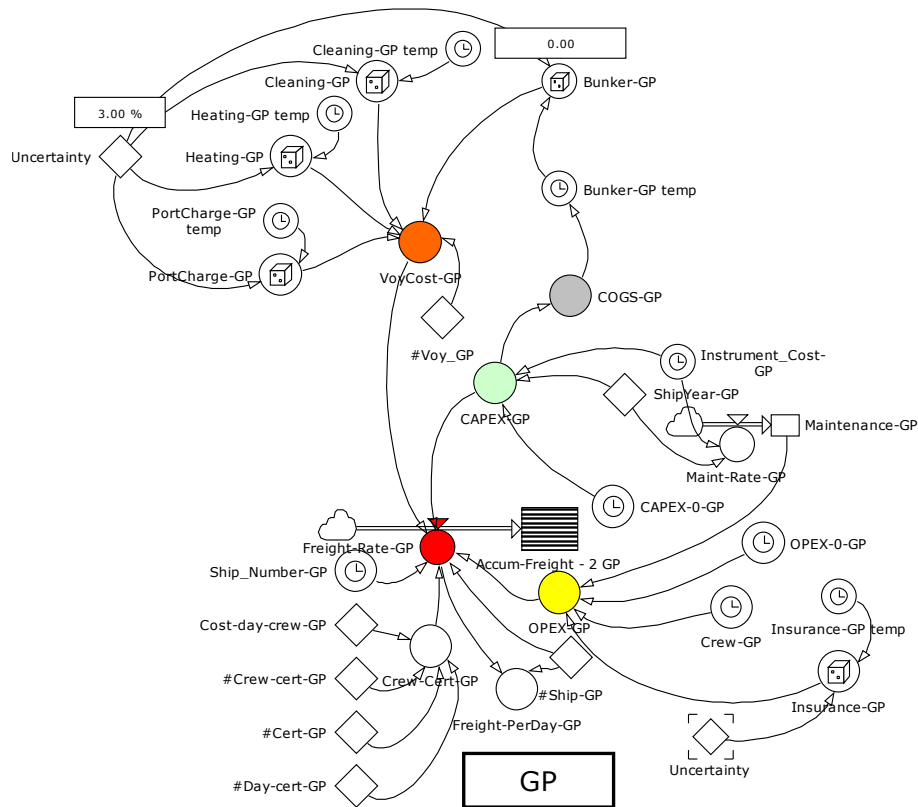 0.00
Cleaning-GP temp
Cleaning-GP
Bunker-GP
3.00 %
Heating-GP temp
Uncertainty
Heating-GP
Bunker-GP temp
PortCharge-GP
temp
PortCharge-GP
VoyCost-GP
COGS-GP
#Voy_GP
Instrument_Cost-
GP
ShipYear-GP
CAPEX-GP
Maintenance-GP
Maint-Rate-GP
CAPEX-0-GP
Freight-Rate-GP
OPEX-0-GP
Accum-Freight - 2 GP
Ship_Number-GP
Cost-day-crew-GP
OPEX-GP
Crew-GP
Insurance-GP temp
#Crew-cert-GP
Crew-Cert-GP
#Ship-GP
Insurance-GP
Freight-PerDay-GP
#Cert-GP
Uncertainty
#Day-cert-GP
GP